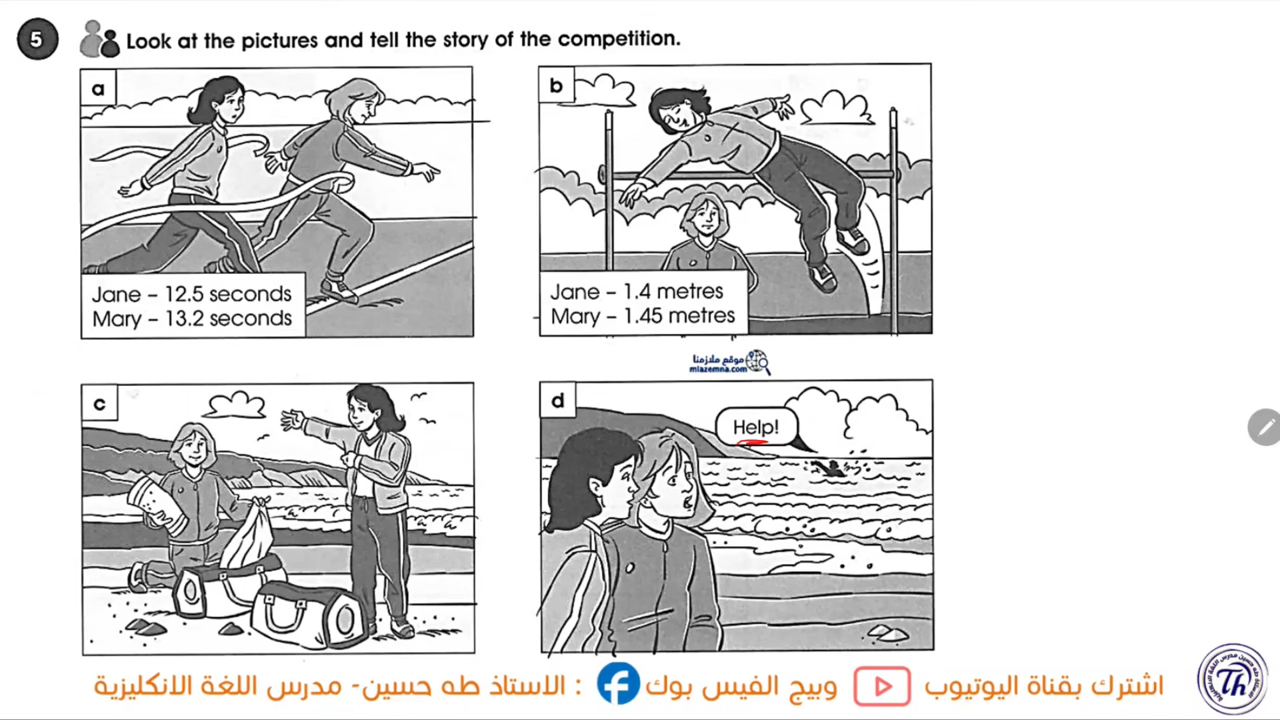 5 Look at the pictures and tell the story of the competition.
a
Jane – 12.5 seconds
Mary – 13.2 seconds
b
Jane – 1.4 metres
Mary – 1.45 metres
موقع ملازمنا
mlazemna.com
c
d
Help!
اشترك بقناة اليوتيوب وبيج الفيس بوك : الاستاذ طه حسين- مدرس اللغة الانكليزية
Th